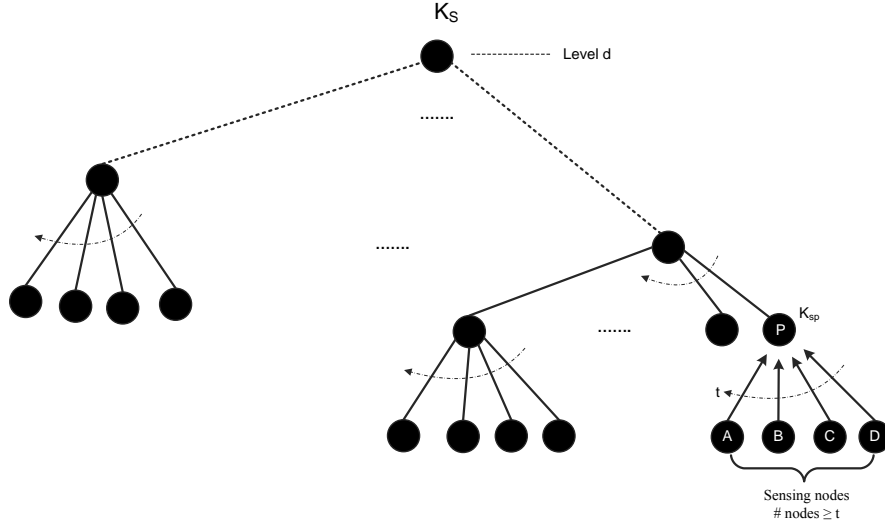 K_S
Level d
.......
.......
.......
P
K_sp
t
A B C D
Sensing nodes
# nodes ≥ t